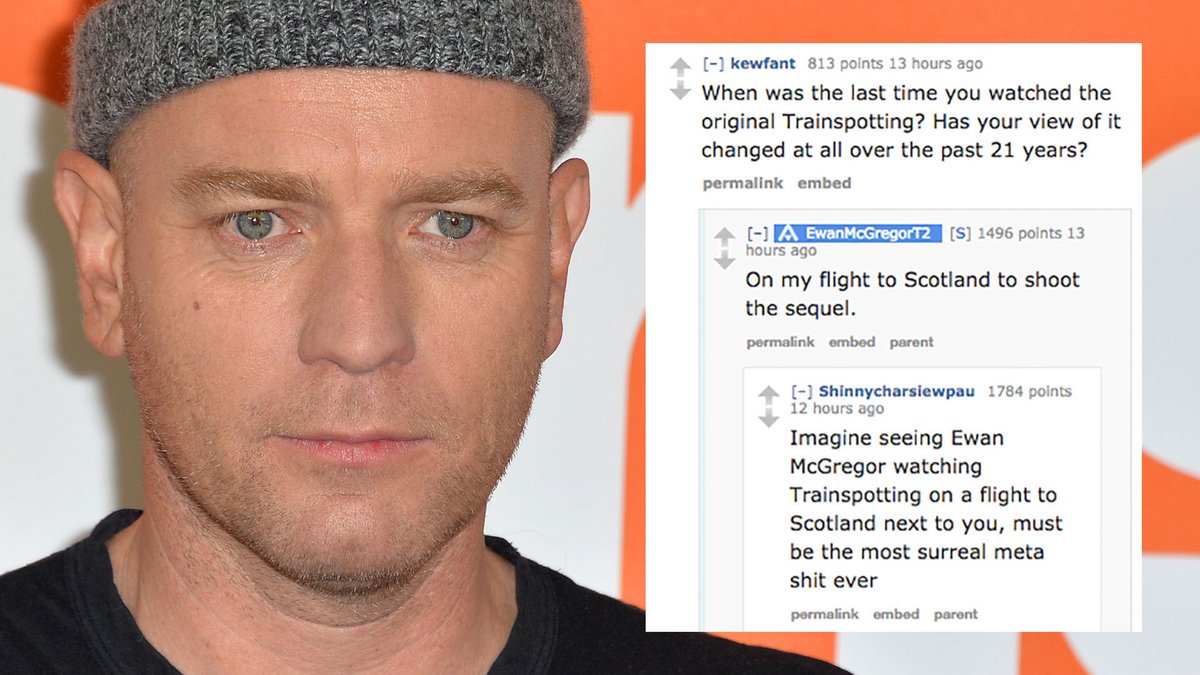 [-] kewfant 813 points 13 hours ago
When was the last time you watched the
original Trainspotting? Has your view of it
changed at all over the past 21 years?
permalink embed
[-] EwanMcGregorT2 [S] 1496 points 13
hours ago
On my flight to Scotland to shoot
the sequel.
permalink embed parent
[-] Shinnycharsiewpau 1784 points
12 hours ago
Imagine seeing Ewan
McGregor watching
Trainspotting on a flight to
Scotland next to you, must
be the most surreal meta
shit ever
permalink embed parent